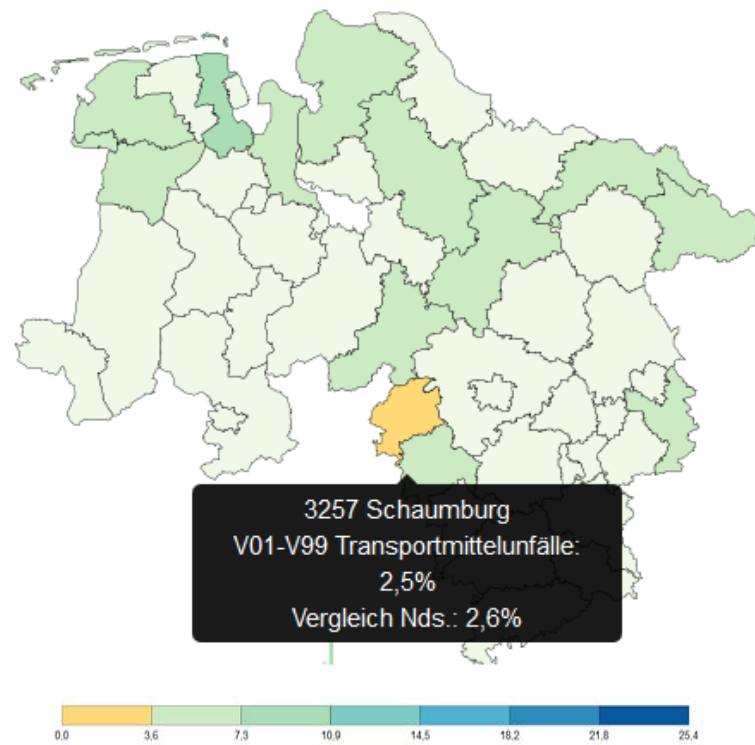 3257 Schaumburg
V01-V99 Transportmittelunfälle:
2,5%
Vergleich Nds.: 2,6%
0,0 3,6 7,3 10,9 14,5 18,2 21,8 25,4